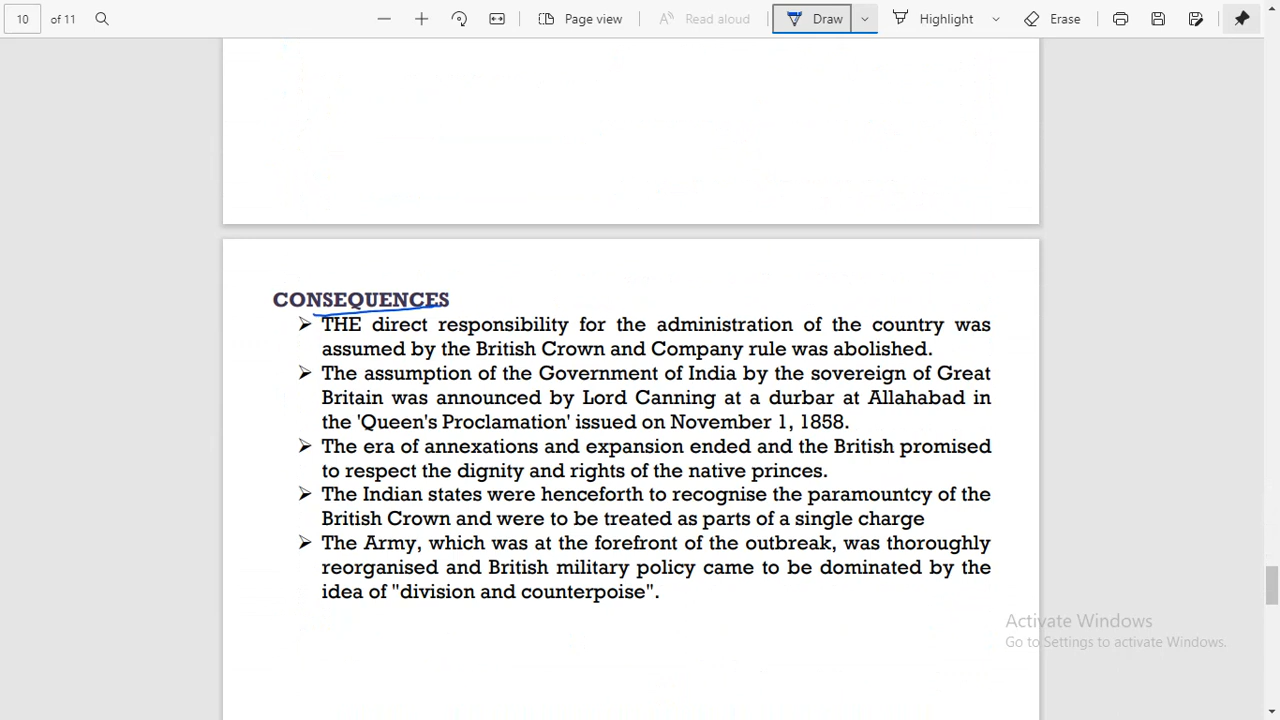 10 of 11 Page view Read aloud Draw Highlight Erase
CONSEQUENCES
➢ THE direct responsibility for the administration of the country was
assumed by the British Crown and Company rule was abolished.
➢ The assumption of the Government of India by the sovereign of Great
Britain was announced by Lord Canning at a durbar at Allahabad in
the 'Queen's Proclamation' issued on November 1, 1858.
➢ The era of annexations and expansion ended and the British promised
to respect the dignity and rights of the native princes.
➢ The Indian states were henceforth to recognise the paramountcy of the
British Crown and were to be treated as parts of a single charge
➢ The Army, which was at the forefront of the outbreak, was thoroughly
reorganised and British military policy came to be dominated by the
idea of "division and counterpoise".
Activate Windows
Go to Settings to activate Windows.